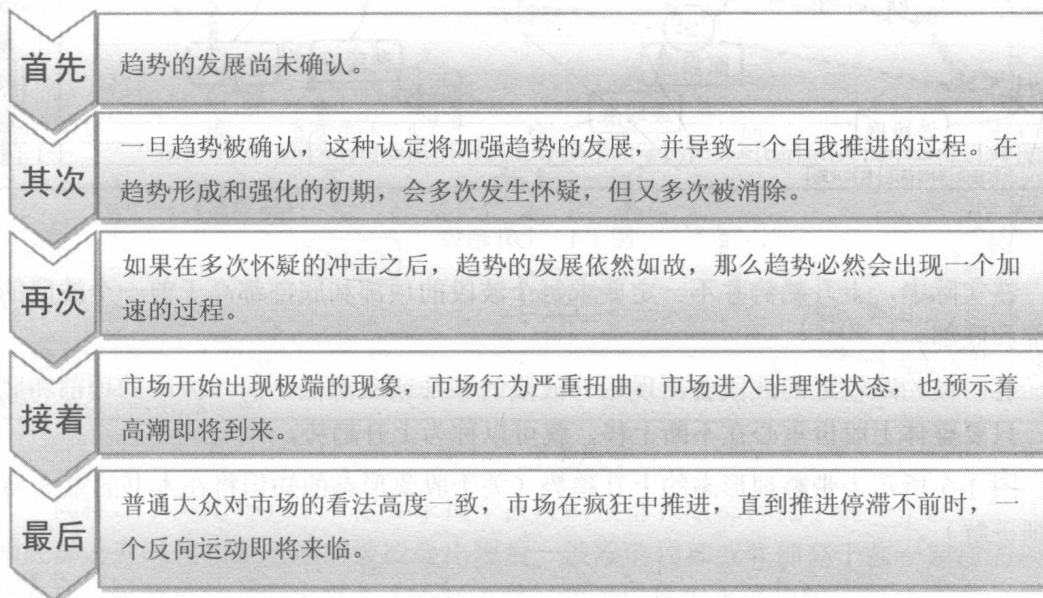 首先
趋势的发展尚未确认。
其次
一旦趋势被确认，这种认定将加强趋势的发展，并导致一个自我推进的过程。在
趋势形成和强化的初期，会多次发生怀疑，但又多次被消除。
再次
如果在多次怀疑的冲击之后，趋势的发展依然如故，那么趋势必然会出现一个加
速的过程。
接着
市场开始出现极端的现象，市场行为严重扭曲，市场进入非理性状态，也预示着
高潮即将到来。
最后
普通大众对市场的看法高度一致，市场在疯狂中推进，直到推进停滞不前时，一
个反向运动即将来临。